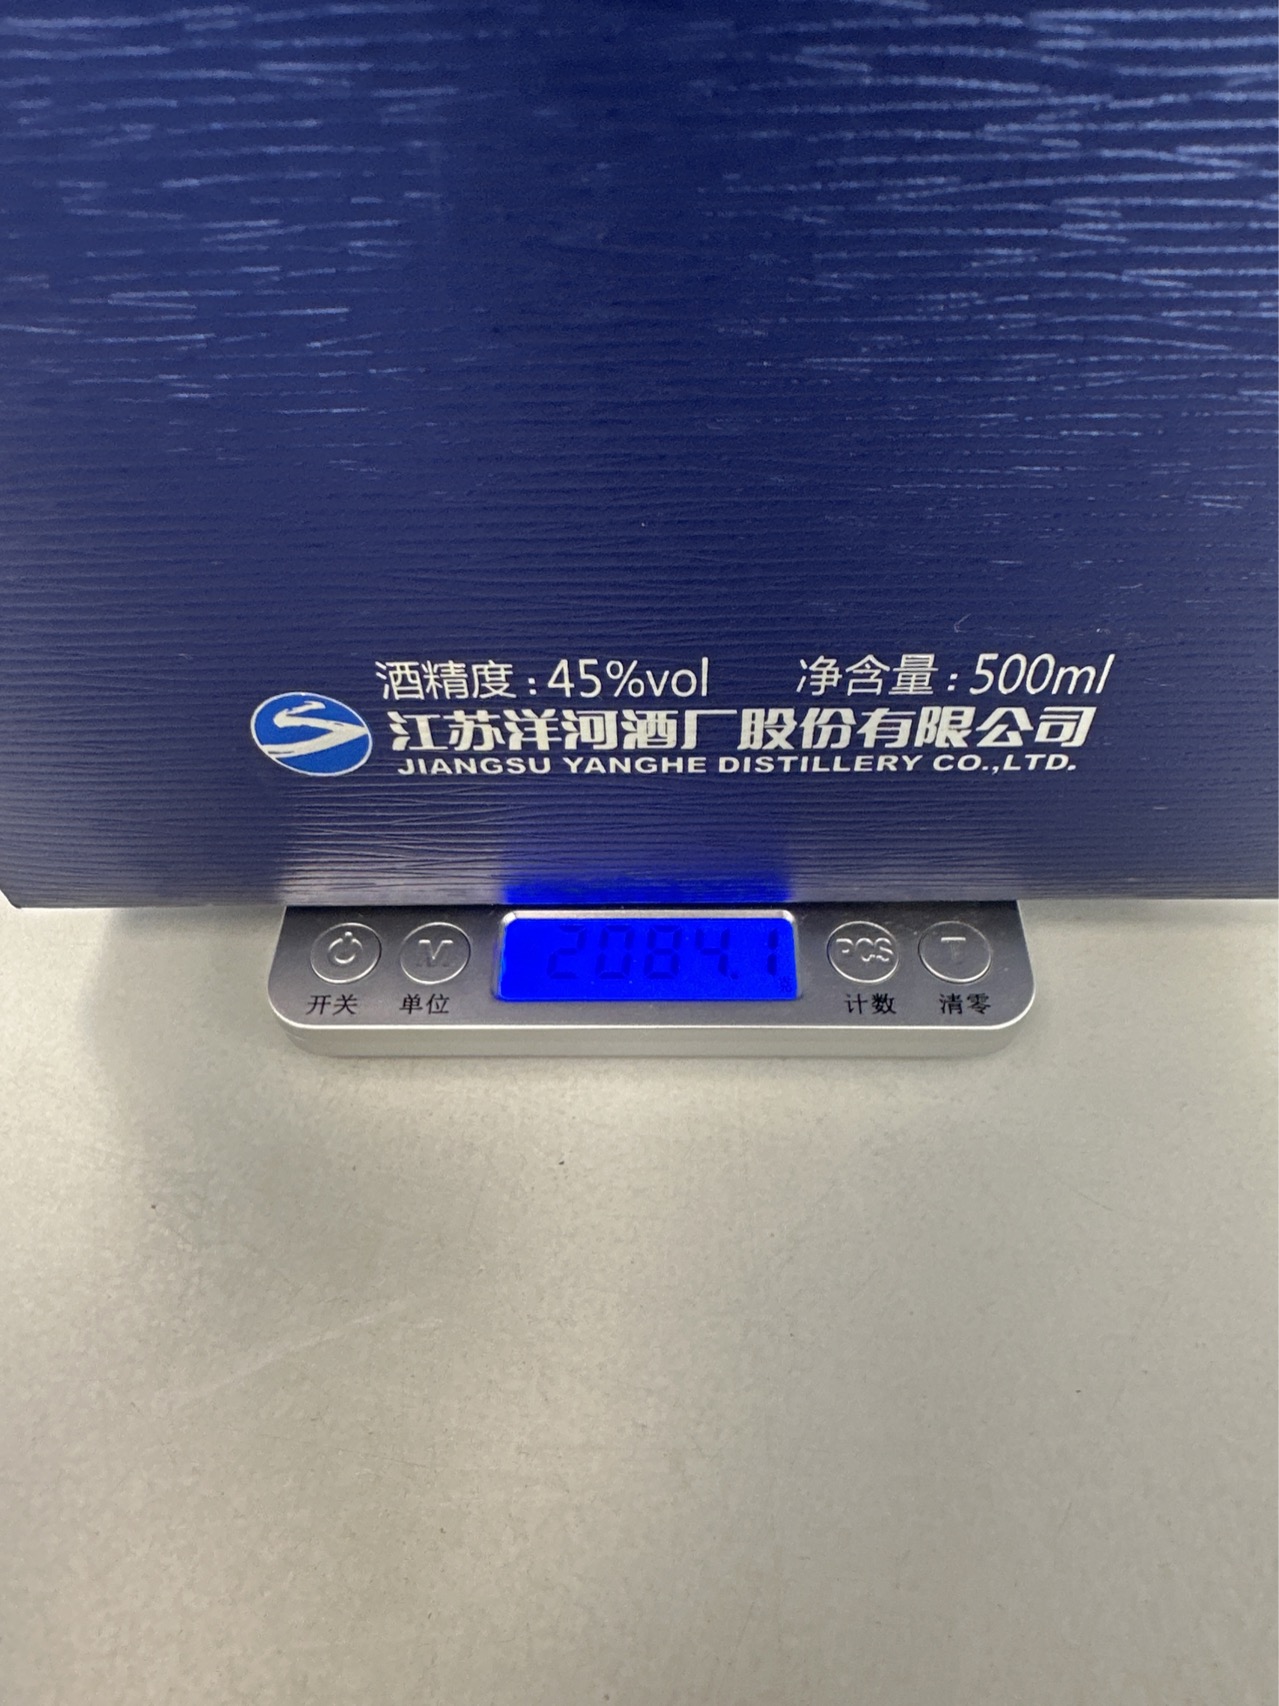 酒精度:45%vol 净含量:500ml
江苏洋河酒厂股份有限公司
JIANGSU YANGHE DISTILLERY CO.,LTD.
M 2084.1 PCS T
开关 单位 计数 清零